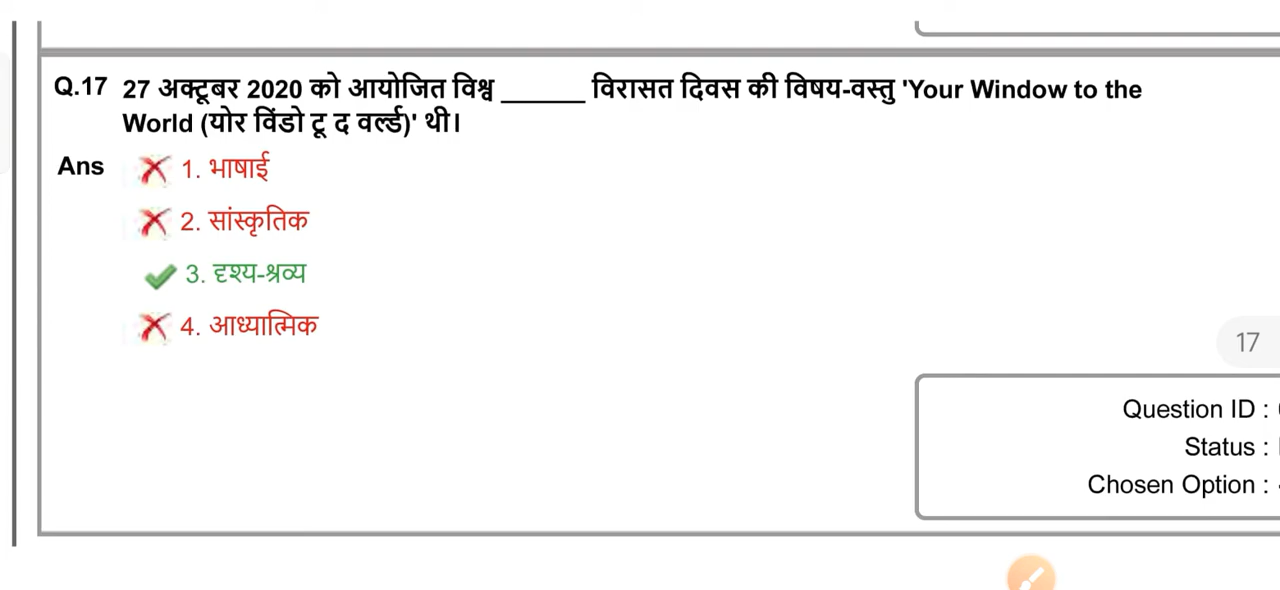 Q.17 27 अक्टूबर 2020 को आयोजित विश्व ______ विरासत दिवस की विषय-वस्तु 'Your Window to the
World (योर विंडो टू द वर्ल्ड)' थी।
Ans 1. भाषाई
2. सांस्कृतिक
3. दृश्य-श्रव्य
4. आध्यात्मिक
17
Question ID :
Status :
Chosen Option :